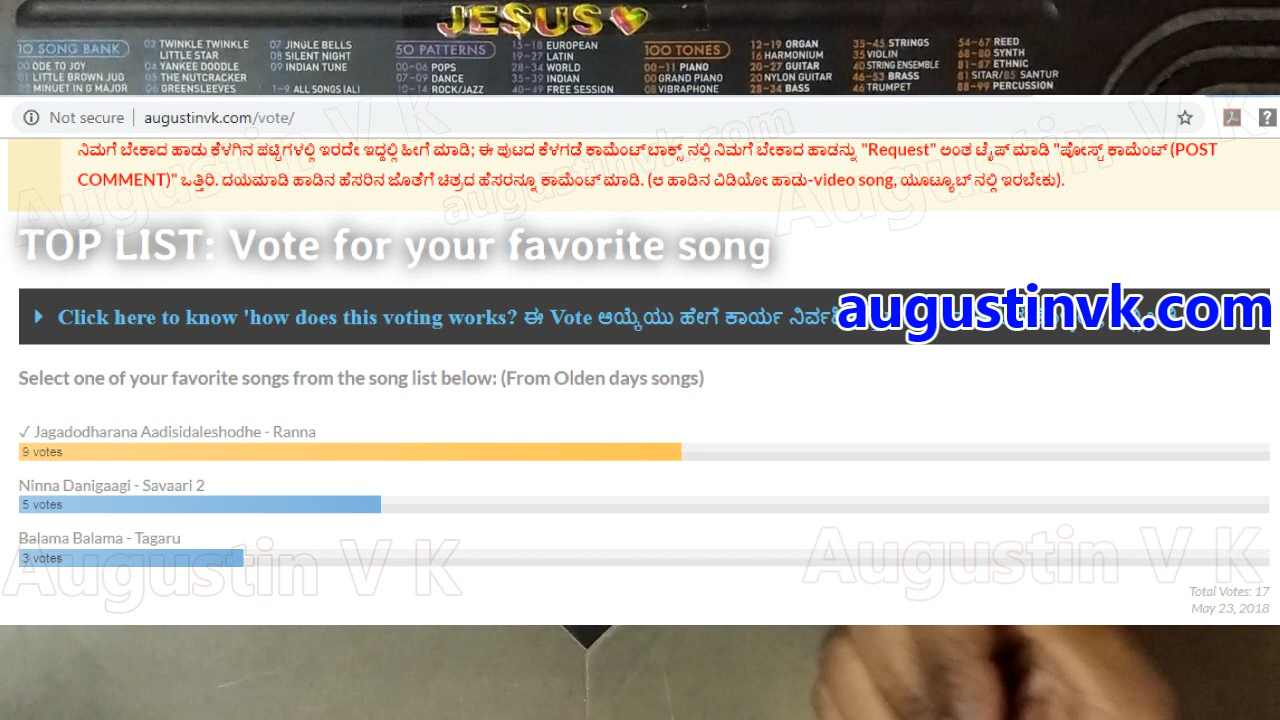 JESUS
10 SONG BANK
00 ODE TO JOY
01 LITTLE BROWN JUG
02 MINUET IN G MAJOR
03 TWINKLE TWINKLE
LITTLE STAR
04 YANKEE DOODLE
05 THE NUTCRACKER
06 GREENSLEEVES
07 JINGLE BELLS
08 SILENT NIGHT
09 INDIAN TUNE
1-9 ALL SONGS (AL)
50 PATTERNS
00-06 POPS
07-09 DANCE
10-14 ROCK/JAZZ
15-18 EUROPEAN
19-27 LATIN
28-34 WORLD
35-39 INDIAN
40-49 FREE SESSION
100 TONES
00-11 PIANO
00 GRAND PIANO
08 VIBRAPHONE
12-19 ORGAN
16 HARMONIUM
20-27 GUITAR
20 NYLON GUITAR
28-34 BASS
35-45 STRINGS
35 VIOLIN
40 STRING ENSEMBLE
46-53 BRASS
46 TRUMPET
54-67 REED
68-80 SYNTH
81-87 ETHNIC
81 SITAR/85 SANTUR
88-99 PERCUSSION
Not secure augustinvk.com/vote/
ನಿಮಗೆ ಬೇಕಾದ ಹಾಡು ಕೆಳಗಿನ ಪಟ್ಟಿಗಳಲ್ಲಿ ಇರದೇ ಇದ್ದಲ್ಲಿ ಹೀಗೆ ಮಾಡಿ; ಈ ಪುಟದ ಕೆಳಗಡೆ ಕಾಮೆಂಟ್ ಬಾಕ್ಸ್ ನಲ್ಲಿ ನಿಮಗೆ ಬೇಕಾದ ಹಾಡನ್ನು "Request" ಅಂತ ಟೈಪ್ ಮಾಡಿ "ಪೋಸ್ಟ್ ಕಾಮೆಂಟ್ (POST
COMMENT)" ಒತ್ತಿರಿ. ದಯಮಾಡಿ ಹಾಡಿನ ಹೆಸರಿನ ಜೊತೆಗೆ ಚಿತ್ರದ ಹೆಸರನ್ನೂ ಕಾಮೆಂಟ್ ಮಾಡಿ. (ಆ ಹಾಡಿನ ವಿಡಿಯೋ ಹಾಡು-video song, ಯೂಟ್ಯೂಬ್ ನಲ್ಲಿ ಇರಬೇಕು).
TOP LIST: Vote for your favorite song
augustinvk.com
Click here to know 'how does this voting works? ಈ Vote ಆಯ್ಕೆಯು ಹೇಗೆ ಕಾರ್ಯ
Select one of your favorite songs from the song list below: (From Olden days songs)
✓ Jagadodharana Aadisidaleshodhe - Ranna
9 votes
Ninna Danigaagi - Savaari 2
5 votes
Balama Balama - Tagaru
3 votes
Augustin V K
Augustin V K
Total Votes: 17
May 23, 2018